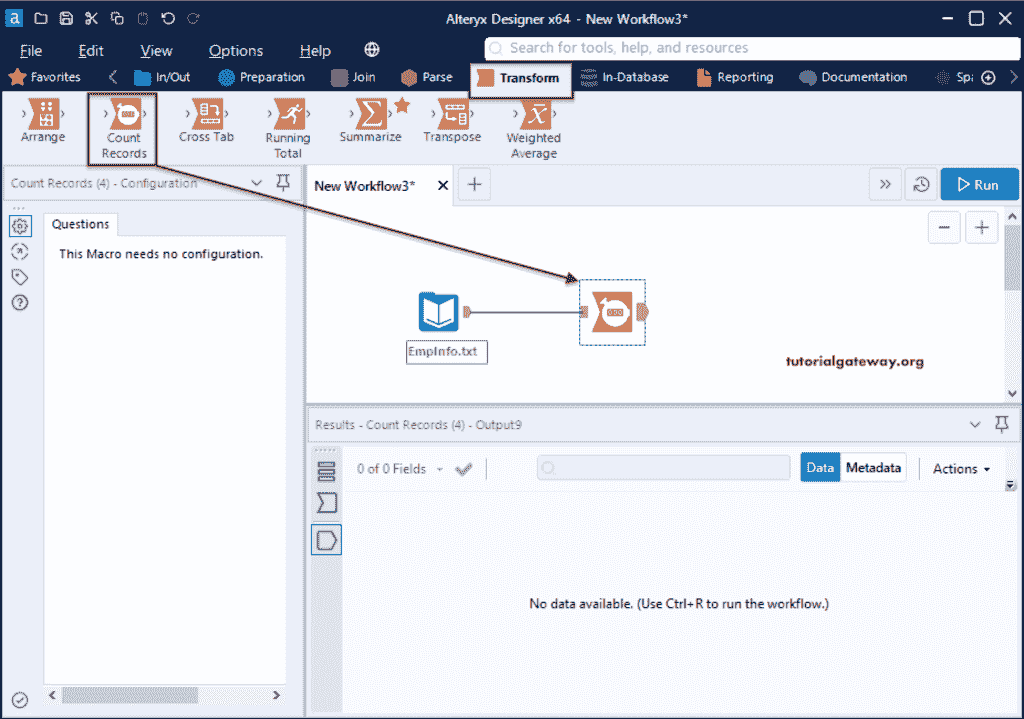 a
Alteryx Designer x64 - New Workflow3*
File Edit View Options Help
Search for tools, help, and resources
Favorites In/Out Preparation Join Parse Transform In-Database Reporting Documentation Spa
Arrange
Count
Records
Cross Tab
Running
Total
Summarize
Transpose
Weighted
Average
Count Records (4) - Configuration
New Workflow3*
Run
Questions
This Macro needs no configuration.
EmpInfo.txt
tutorialgateway.org
Results - Count Records (4) - Output9
0 of 0 Fields
Data Metadata Actions
No data available. (Use Ctrl+R to run the workflow.)